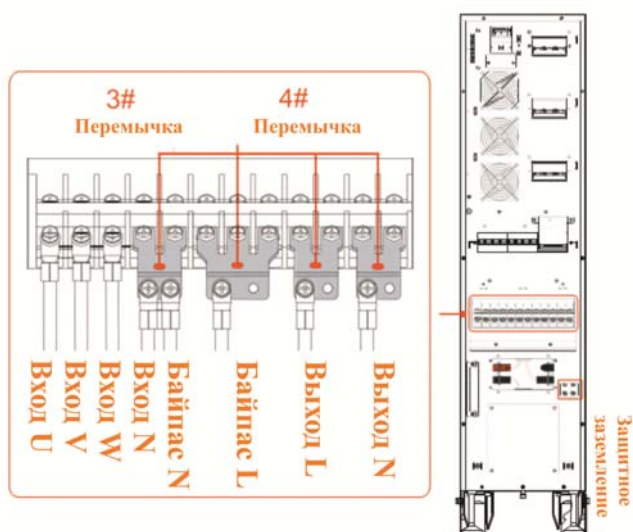 3#
Перемычка
4#
Перемычка
Вход U
Вход V
Вход W
Вход N
Байпас N
Байпас L
Выход L
Выход N
Защитное
заземление